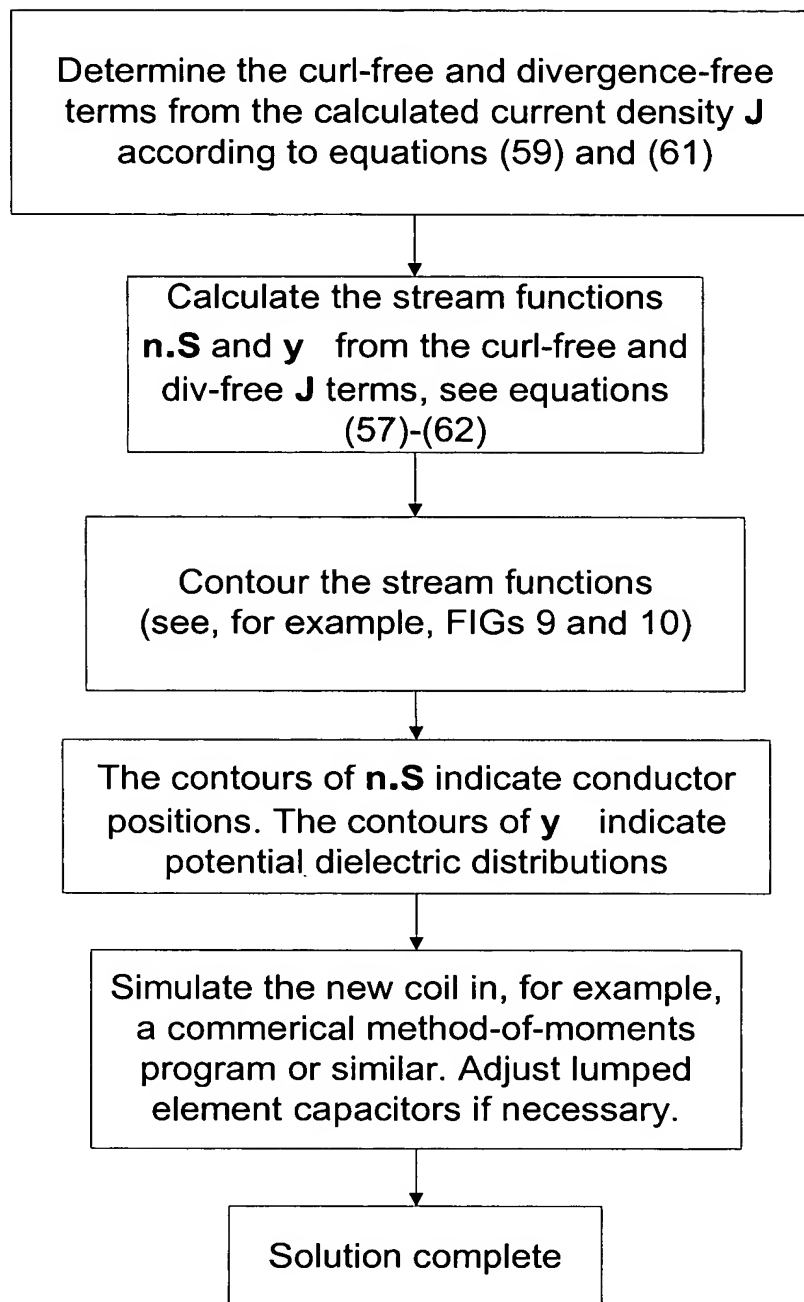 Determine the curl-free and divergence-free
terms from the calculated current density J
according to equations (59) and (61)
Calculate the stream functions
n.S and y from the curl-free and
div-free J terms, see equations
(57)-(62)
Contour the stream functions
(see, for example, FIGs 9 and 10)
The contours of n.S indicate conductor
positions. The contours of y indicate
potential dielectric distributions
Simulate the new coil in, for example,
a commerical method-of-moments
program or similar. Adjust lumped
element capacitors if necessary.
Solution complete